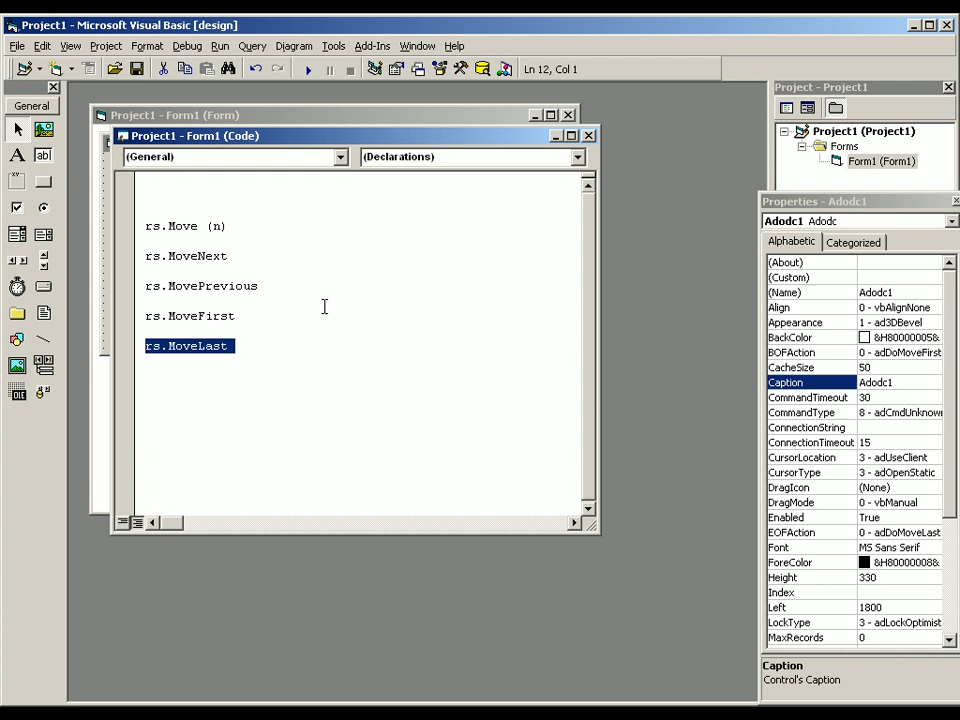 Project1 - Microsoft Visual Basic [design]
File Edit View Project Format Debug Run Query Diagram Tools Add-Ins Window Help
Ln 12, Col 1
General
A
ab|
xv
OLE
Project1 - Form1 (Form)
Project1 - Form1 (Code)
(General)
(Declarations)
rs.Move (n)
rs.MoveNext
rs.MovePrevious
rs.MoveFirst
rs.MoveLast
Project - Project1
Project1 (Project1)
Forms
Form1 (Form1)
Properties - Adodc1
Adodc1 Adodc
Alphabetic Categorized
(About)
(Custom)
(Name) Adodc1
Align 0 - vbAlignNone
Appearance 1 - ad3DBevel
BackColor &H80000005&
BOFAction 0 - adDoMoveFirst
CacheSize 50
Caption Adodc1
CommandTimeout 30
CommandType 8 - adCmdUnknow
ConnectionString
ConnectionTimeout 15
CursorLocation 3 - adUseClient
CursorType 3 - adOpenStatic
DragIcon (None)
DragMode 0 - vbManual
Enabled True
EOFAction 0 - adDoMoveLast
Font MS Sans Serif
ForeColor &H80000008&
Height 330
Index
Left 1800
LockType 3 - adLockOptimist
MaxRecords 0
Caption
Control's Caption